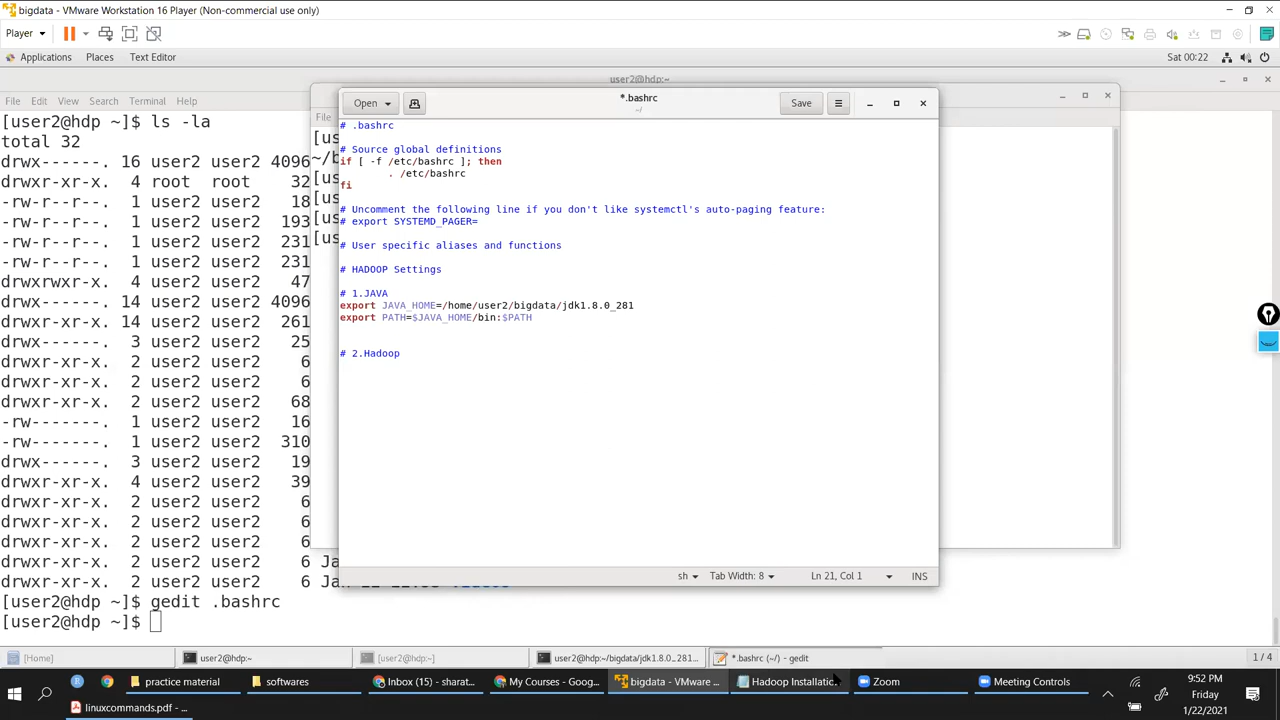 bigdata - VMware Workstation 16 Player (Non-commercial use only)
Player
Applications Places Text Editor
Sat 00:22
user2@hdp:~
File Edit View Search Terminal Help
[user2@hdp ~]$ ls -la
total 32
drwx------. 16 user2 user2 4096
drwxr-xr-x. 4 root root 32
-rw-r--r--. 1 user2 user2 18
-rw-r--r--. 1 user2 user2 193
-rw-r--r--. 1 user2 user2 231
-rw-r--r--. 1 user2 user2 231
drwxrwxr-x. 4 user2 user2 47
drwx------. 14 user2 user2 4096
drwxr-xr-x. 14 user2 user2 261
drwx------. 3 user2 user2 25
drwxr-xr-x. 2 user2 user2 6
drwxr-xr-x. 2 user2 user2 6
drwxr-xr-x. 2 user2 user2 68
-rw-------. 1 user2 user2 16
-rw-------. 1 user2 user2 310
drwx------. 3 user2 user2 19
drwxr-xr-x. 4 user2 user2 39
drwxr-xr-x. 2 user2 user2 6
drwxr-xr-x. 2 user2 user2 6
drwxr-xr-x. 2 user2 user2 6
drwxr-xr-x. 2 user2 user2 6
drwxr-xr-x. 2 user2 user2 6
[user2@hdp ~]$ gedit .bashrc
[user2@hdp ~]$
File
Open
*.bashrc
~/
Save
# .bashrc
# Source global definitions
if [ -f /etc/bashrc ]; then
. /etc/bashrc
fi
# Uncomment the following line if you don't like systemctl's auto-paging feature:
# export SYSTEMD_PAGER=
# User specific aliases and functions
# HADOOP Settings
# 1.JAVA
export JAVA_HOME=/home/user2/bigdata/jdk1.8.0_281
export PATH=$JAVA_HOME/bin:$PATH
# 2.Hadoop
sh Tab Width: 8 Ln 21, Col 1 INS
[Home] user2@hdp:~ [user2@hdp:~] user2@hdp:~/bigdata/jdk1.8.0_281... *.bashrc (~/) - gedit 1 / 4
practice material softwares Inbox (15) - sharat... My Courses - Goog... bigdata - VMware ... Hadoop Installatio... Zoom Meeting Controls
9:52 PM
Friday
1/22/2021
linuxcommands.pdf - ...